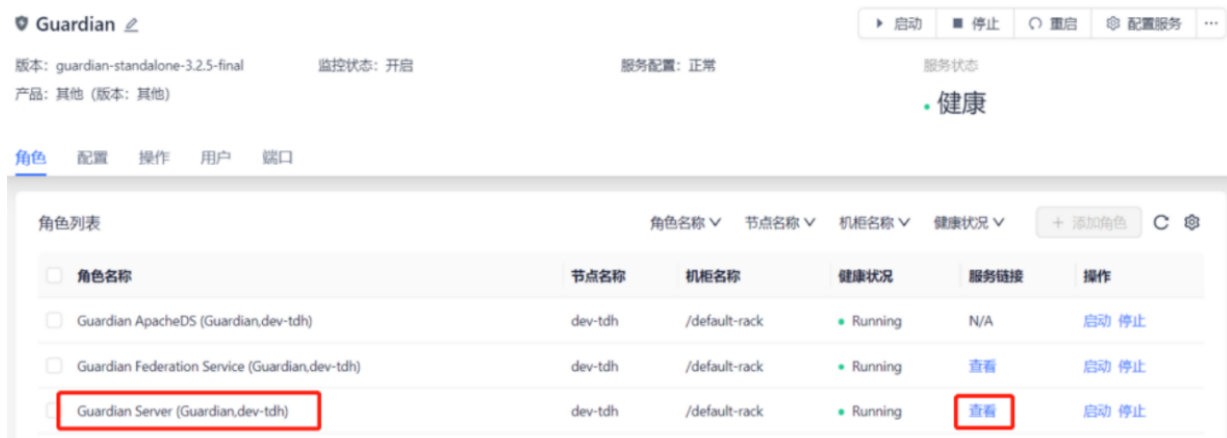 Guardian
启动 停止 重启 配置服务 ...
版本：guardian-standalone-3.2.5-final 监控状态：开启 服务配置：正常 服务状态
产品：其他（版本：其他）
健康
角色 配置 操作 用户 端口
角色列表 角色名称 节点名称 机柜名称 健康状况 + 添加角色
角色名称 节点名称 机柜名称 健康状况 服务链接 操作
Guardian ApacheDS (Guardian,dev-tdh) dev-tdh /default-rack Running N/A 启动 停止
Guardian Federation Service (Guardian,dev-tdh) dev-tdh /default-rack Running 查看 启动 停止
Guardian Server (Guardian,dev-tdh) dev-tdh /default-rack Running 查看 启动 停止